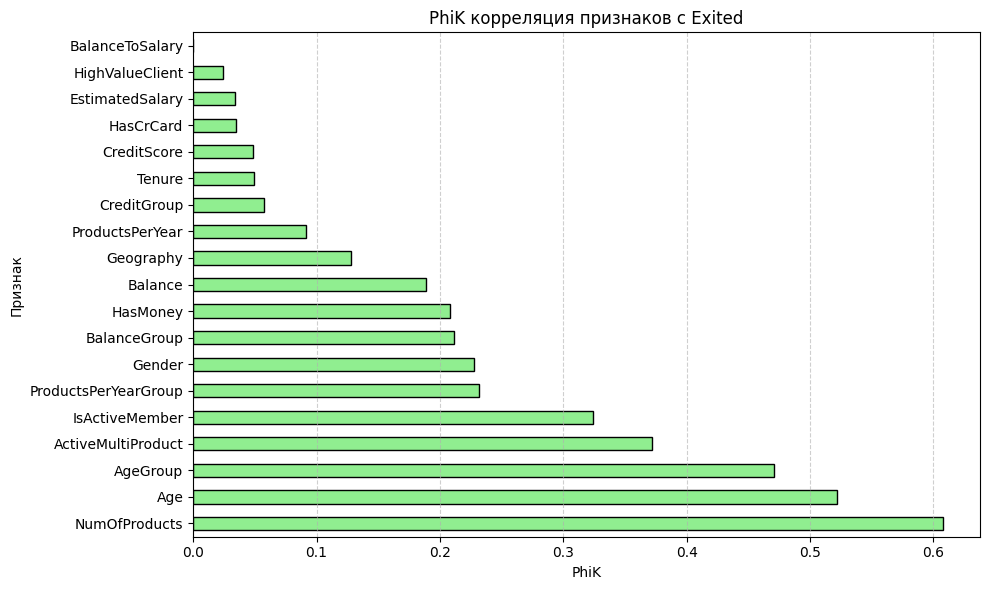 PhiK корреляция признаков с Exited
BalanceToSalary
HighValueClient
EstimatedSalary
HasCrCard
CreditScore
Tenure
CreditGroup
ProductsPerYear
Geography
Balance
HasMoney
BalanceGroup
Gender
ProductsPerYearGroup
IsActiveMember
ActiveMultiProduct
AgeGroup
Age
NumOfProducts
Признак
0.0 0.1 0.2 0.3 0.4 0.5 0.6
PhiK